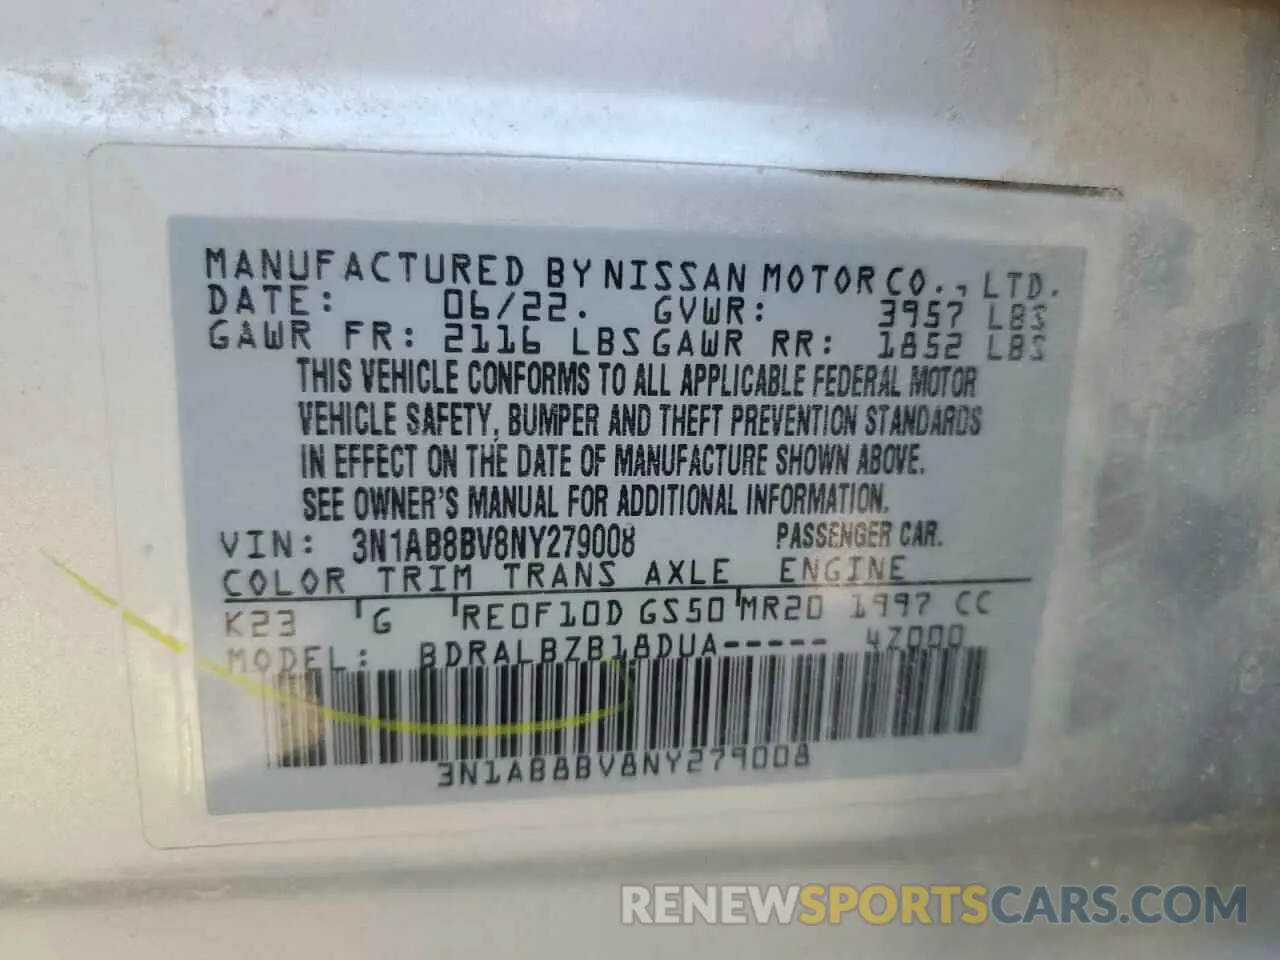 MANUFACTURED BY NISSAN MOTOR CO., LTD.
DATE: 06/22. GVWR: 3957 LBS
GAWR FR: 2116 LBS GAWR RR: 1852 LBS
THIS VEHICLE CONFORMS TO ALL APPLICABLE FEDERAL MOTOR
VEHICLE SAFETY, BUMPER AND THEFT PREVENTION STANDARDS
IN EFFECT ON THE DATE OF MANUFACTURE SHOWN ABOVE.
SEE OWNER'S MANUAL FOR ADDITIONAL INFORMATION.
VIN: 3N1AB8BV8NY279008 PASSENGER CAR.
COLOR TRIM TRANS AXLE ENGINE
K23 G RE0F10D GS50 MR20 1997 CC
MODEL: BDRALBZB18DUA----- 4Z000
3N1AB8BV8NY279008
RENEWSPORTSCARS.COM